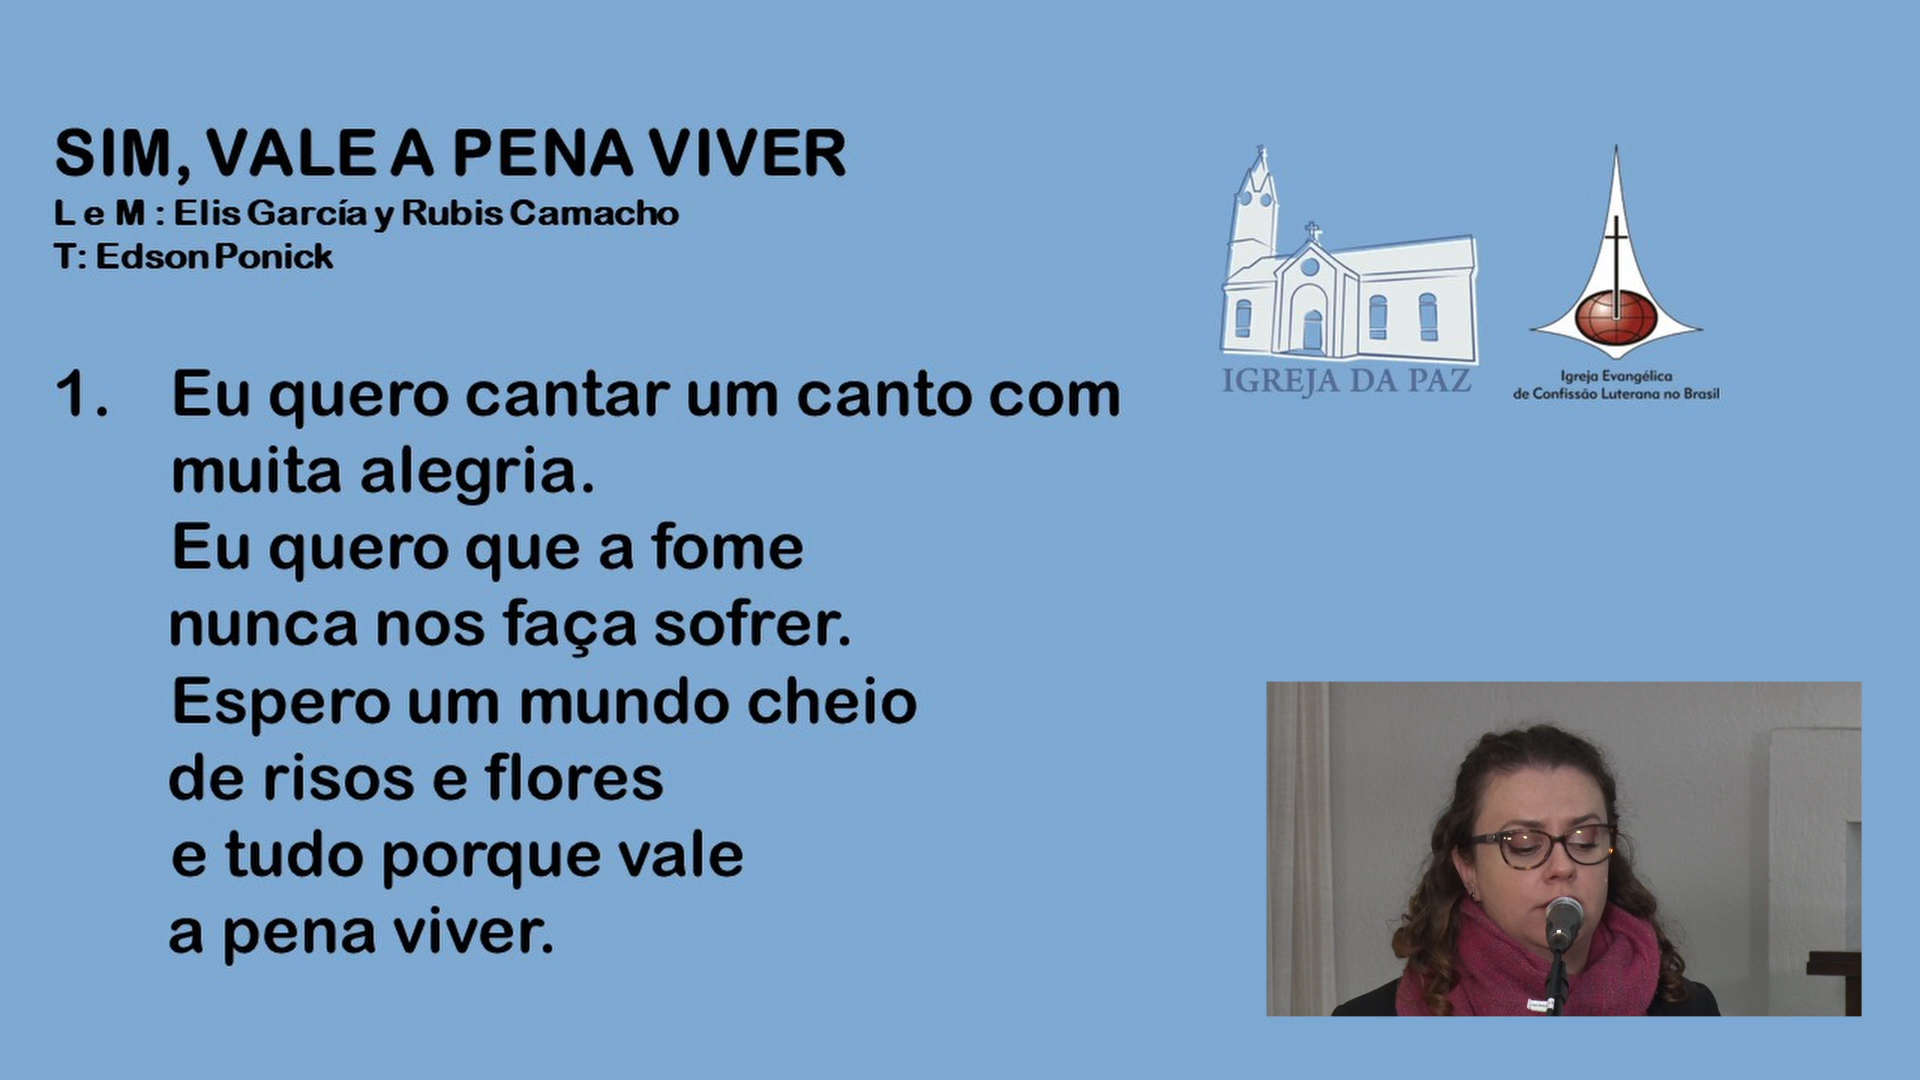 SIM, VALE A PENA VIVER
L e M : Elis García y Rubis Camacho
T: Edson Ponick
1. Eu quero cantar um canto com
muita alegria.
Eu quero que a fome
nunca nos faça sofrer.
Espero um mundo cheio
de risos e flores
e tudo porque vale
a pena viver.
IGREJA DA PAZ
Igreja Evangélica
de Confissão Luterana no Brasil